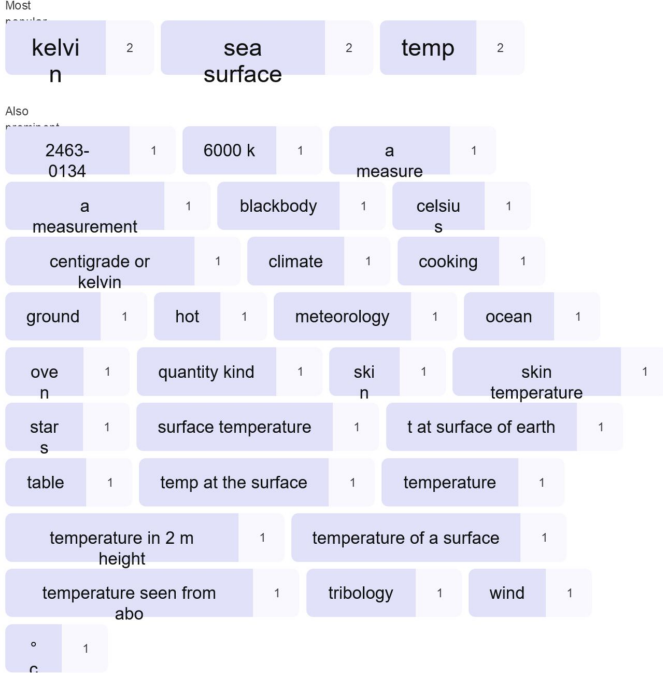 Most
popular
kelvi
n 2 sea
surface 2 temp 2
Also
prominent
2463-
0134 1 6000 k 1 a
measure 1
a
measurement 1 blackbody 1 celsiu
s 1
centigrade or
kelvin 1 climate 1 cooking 1
ground 1 hot 1 meteorology 1 ocean 1
ove
n 1 quantity kind 1 ski
n 1 skin
temperature 1
star
s 1 surface temperature 1 t at surface of earth 1
table 1 temp at the surface 1 temperature 1
temperature in 2 m
height 1 temperature of a surface 1
temperature seen from
abo 1 tribology 1 wind 1
°
c 1